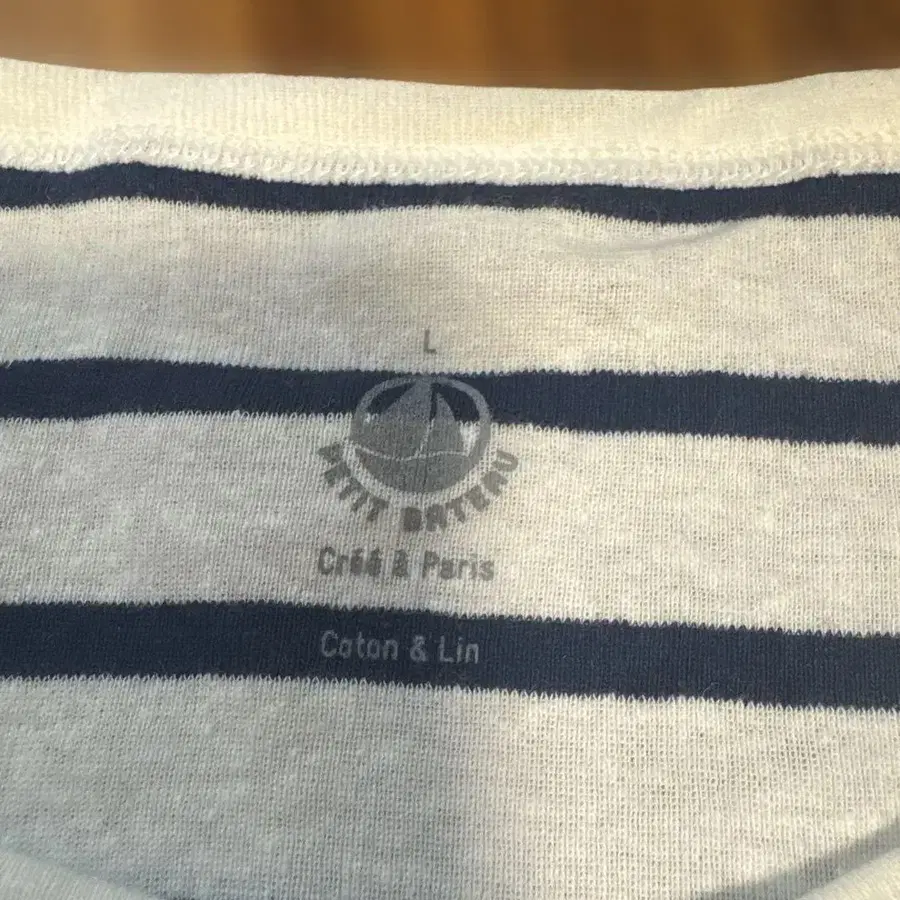 L
PETIT BATEAU
Créé à Paris
Coton & Lin